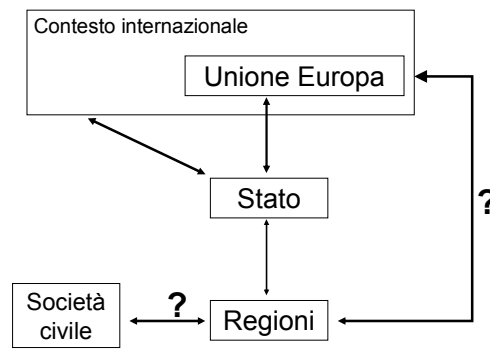 Contesto internazionale
Unione Europa
Stato
?
Società
civile
?
Regioni